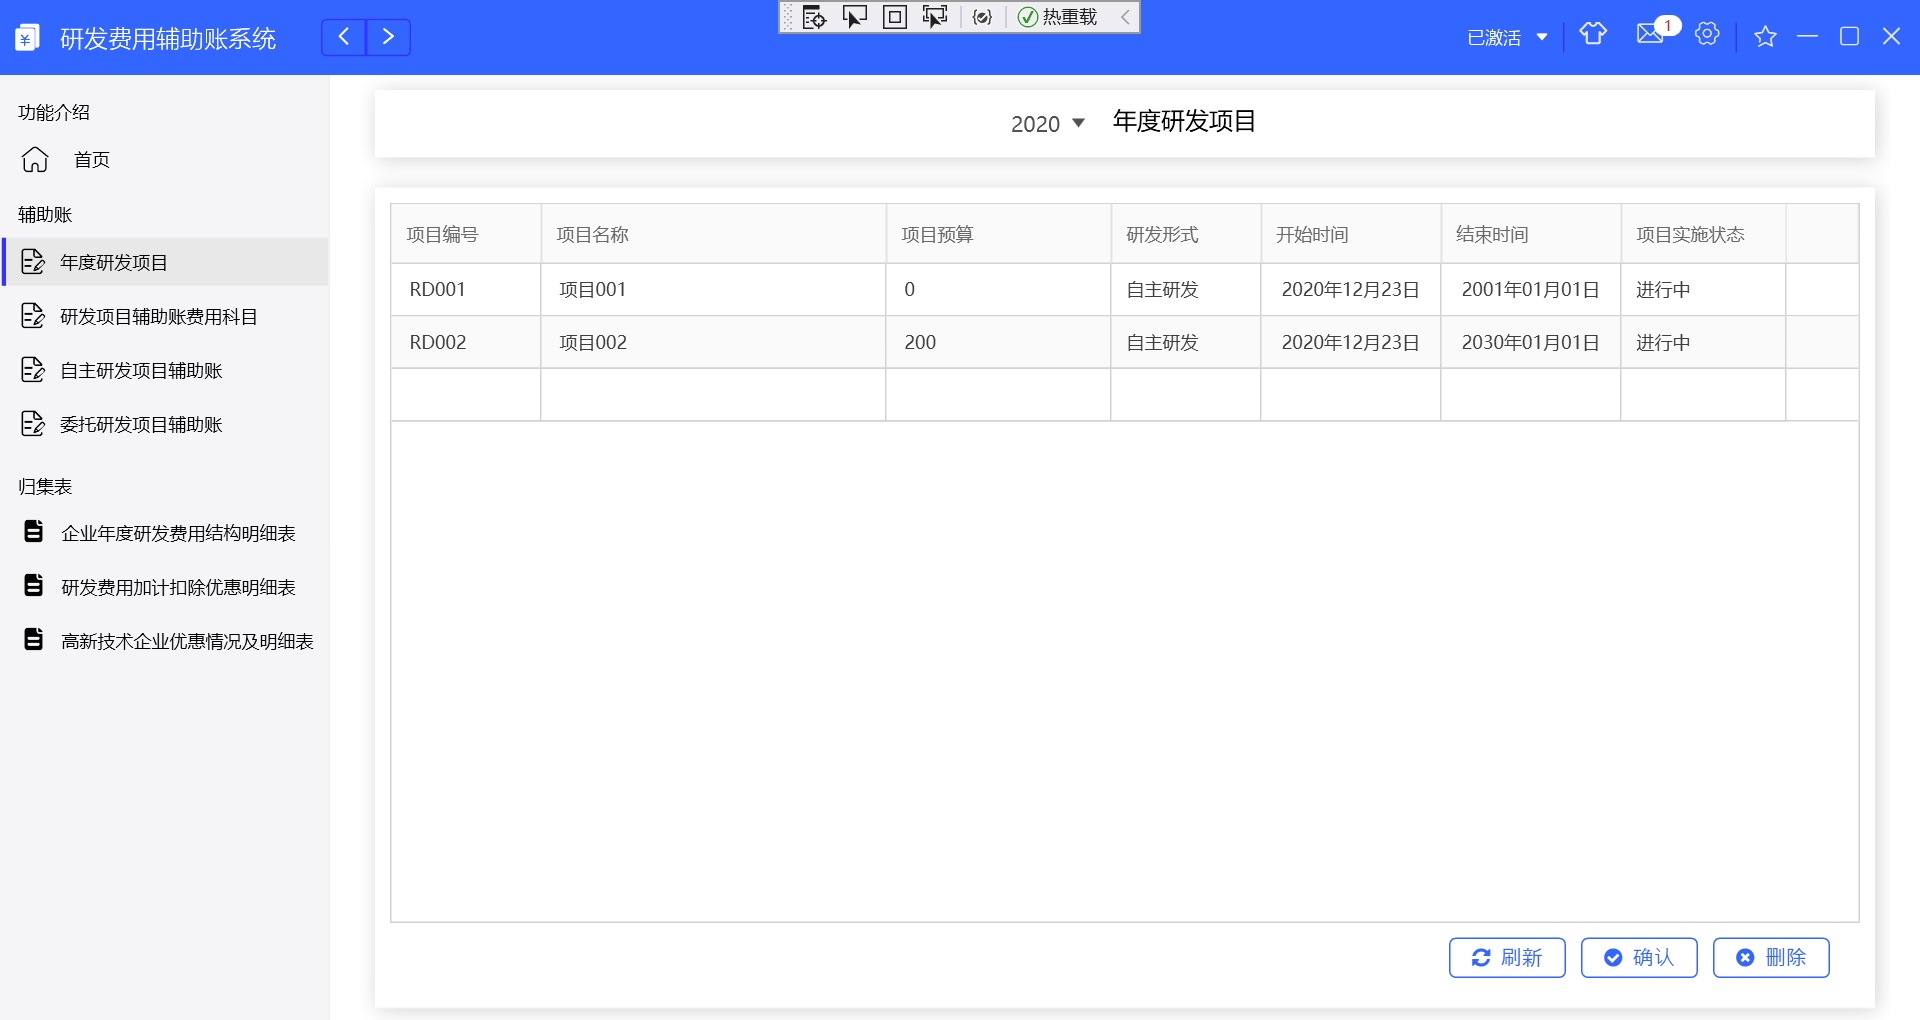 研发费用辅助账系统
热重载
已激活
1
功能介绍
首页
辅助账
年度研发项目
研发项目辅助账费用科目
自主研发项目辅助账
委托研发项目辅助账
归集表
企业年度研发费用结构明细表
研发费用加计扣除优惠明细表
高新技术企业优惠情况及明细表
2020 年度研发项目
项目编号 项目名称 项目预算 研发形式 开始时间 结束时间 项目实施状态
RD001 项目001 0 自主研发 2020年12月23日 2001年01月01日 进行中
RD002 项目002 200 自主研发 2020年12月23日 2030年01月01日 进行中
刷新 确认 删除